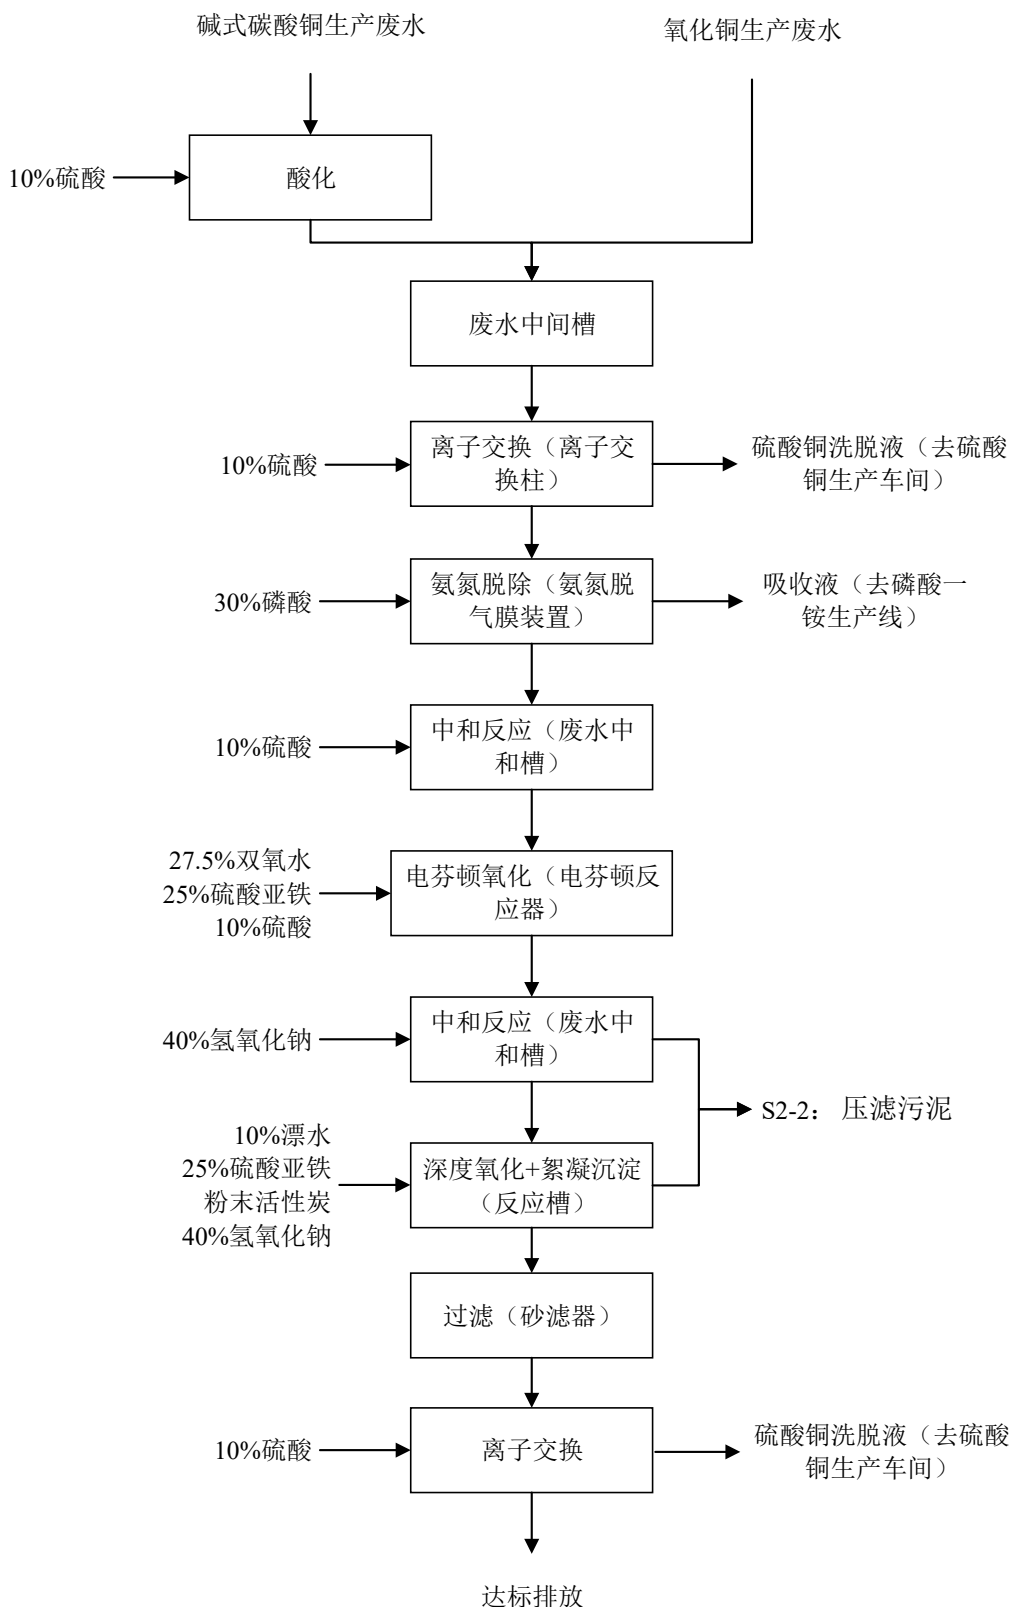 碱式碳酸铜生产废水
氧化铜生产废水
10%硫酸
酸化
废水中间槽
10%硫酸
离子交换（离子交
换柱）
硫酸铜洗脱液（去硫酸
铜生产车间）
30%磷酸
氨氮脱除（氨氮脱
气膜装置）
吸收液（去磷酸一
铵生产线）
10%硫酸
中和反应（废水中
和槽）
27.5%双氧水
25%硫酸亚铁
10%硫酸
电芬顿氧化（电芬顿反
应器）
40%氢氧化钠
中和反应（废水中
和槽）
S2-2： 压滤污泥
10%漂水
25%硫酸亚铁
粉末活性炭
40%氢氧化钠
深度氧化+絮凝沉淀
（反应槽）
过滤（砂滤器）
10%硫酸
离子交换
硫酸铜洗脱液（去硫酸
铜生产车间）
达标排放